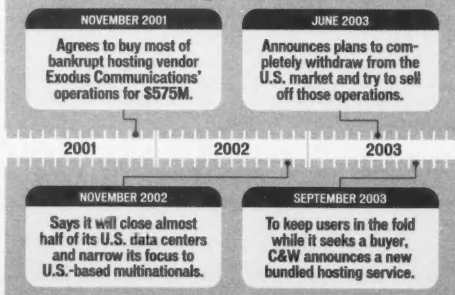 NOVEMBER 2001
Agrees to buy most of
bankrupt hosting vendor
Exodus Communications'
operations for $575M.
JUNE 2003
Announces plans to com-
pletely withdraw from the
U.S. market and try to sell
off those operations.
2001 2002 2003
NOVEMBER 2002
Says it will close almost
half of its U.S. data centers
and narrow its focus to
U.S.-based multinationals.
SEPTEMBER 2003
To keep users in the fold
while it seeks a buyer,
C&W announces a new
bundled hosting service.